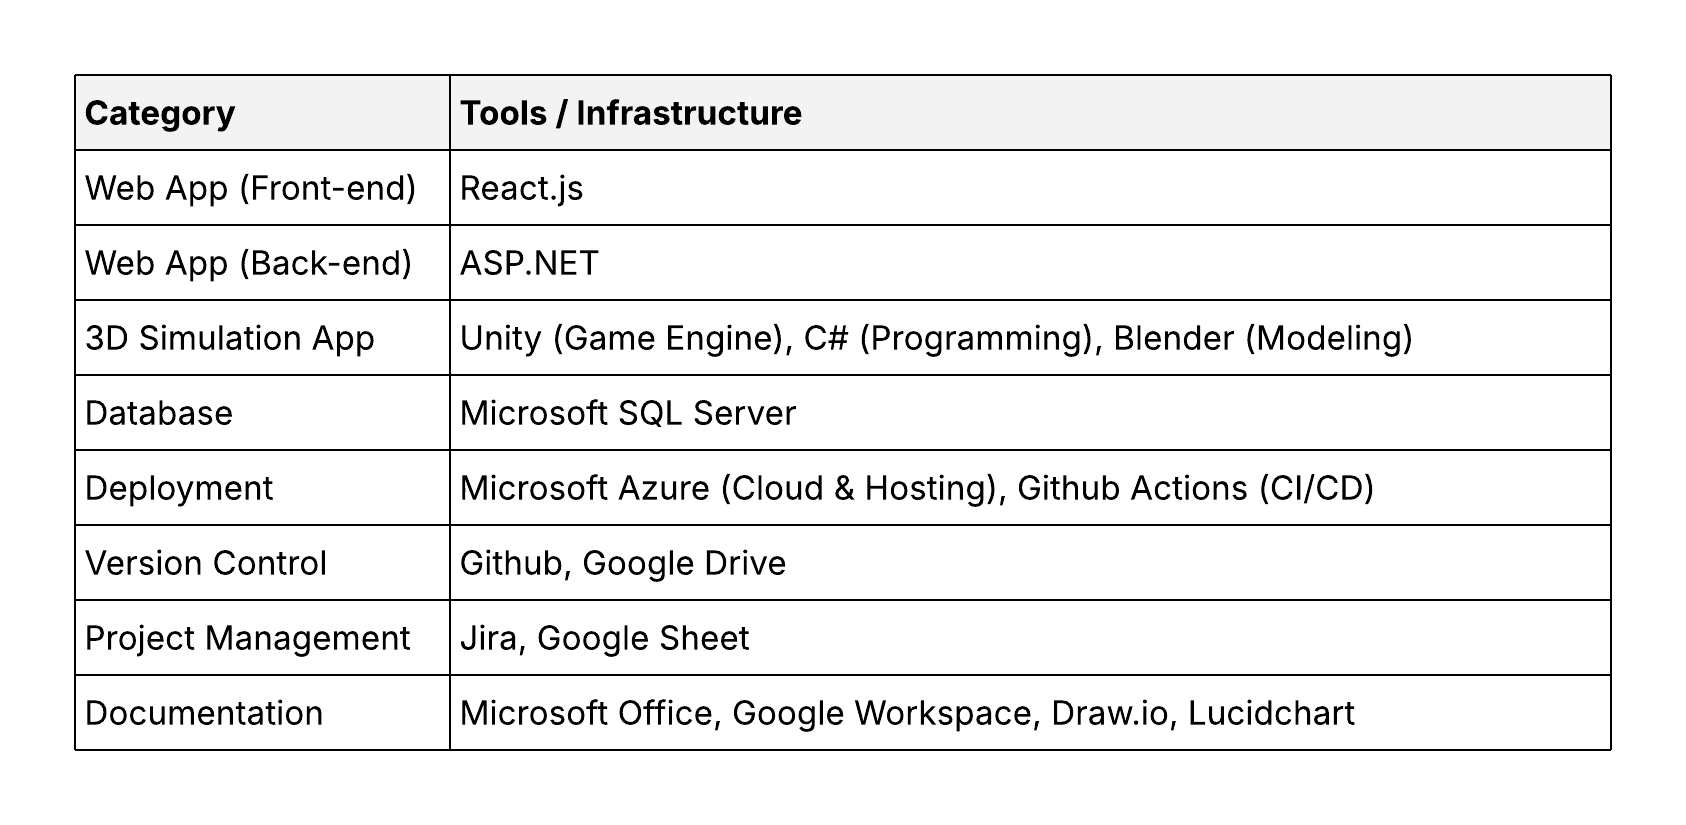 Category Tools / Infrastructure
Web App (Front-end) React.js
Web App (Back-end) ASP.NET
3D Simulation App Unity (Game Engine), C# (Programming), Blender (Modeling)
Database Microsoft SQL Server
Deployment Microsoft Azure (Cloud & Hosting), Github Actions (CI/CD)
Version Control Github, Google Drive
Project Management Jira, Google Sheet
Documentation Microsoft Office, Google Workspace, Draw.io, Lucidchart